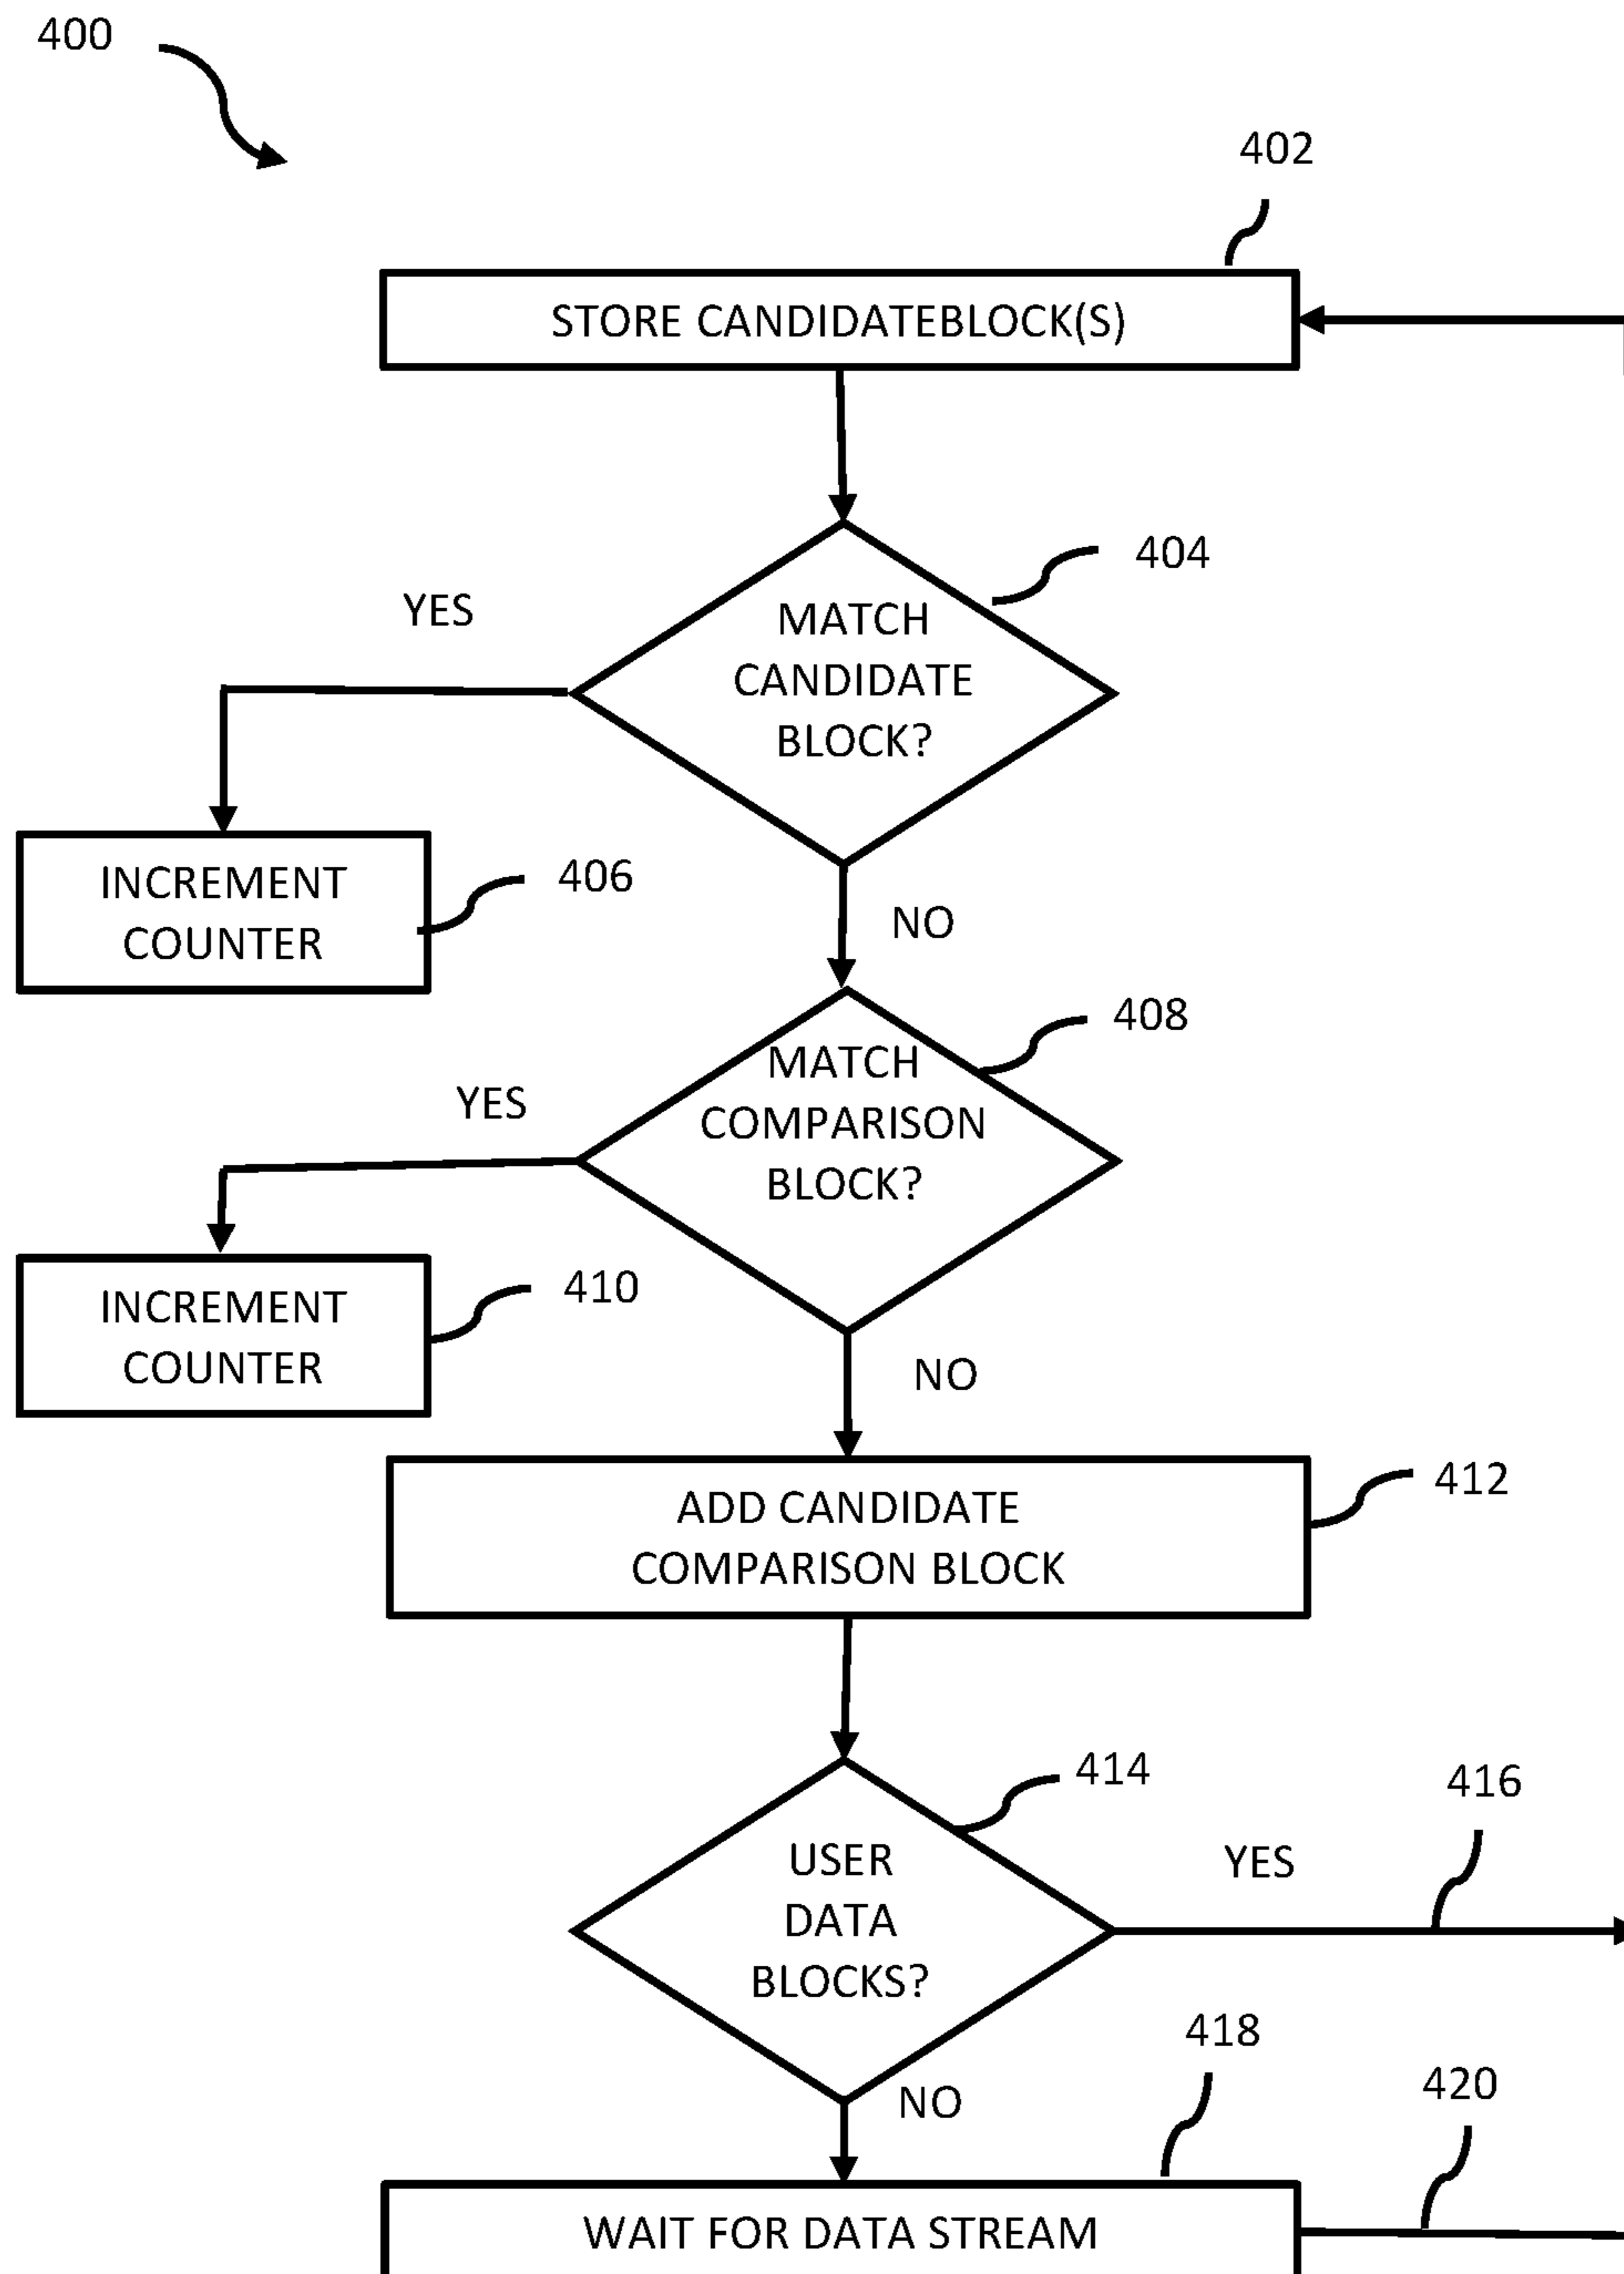 400
402
STORE CANDIDATEBLOCK(S)
404
YES
MATCH
CANDIDATE
BLOCK?
INCREMENT
COUNTER
406
NO
408
MATCH
COMPARISON
BLOCK?
YES
INCREMENT
COUNTER
410
NO
412
ADD CANDIDATE
COMPARISON BLOCK
414
416
USER
DATA
BLOCKS?
YES
418
NO
420
WAIT FOR DATA STREAM